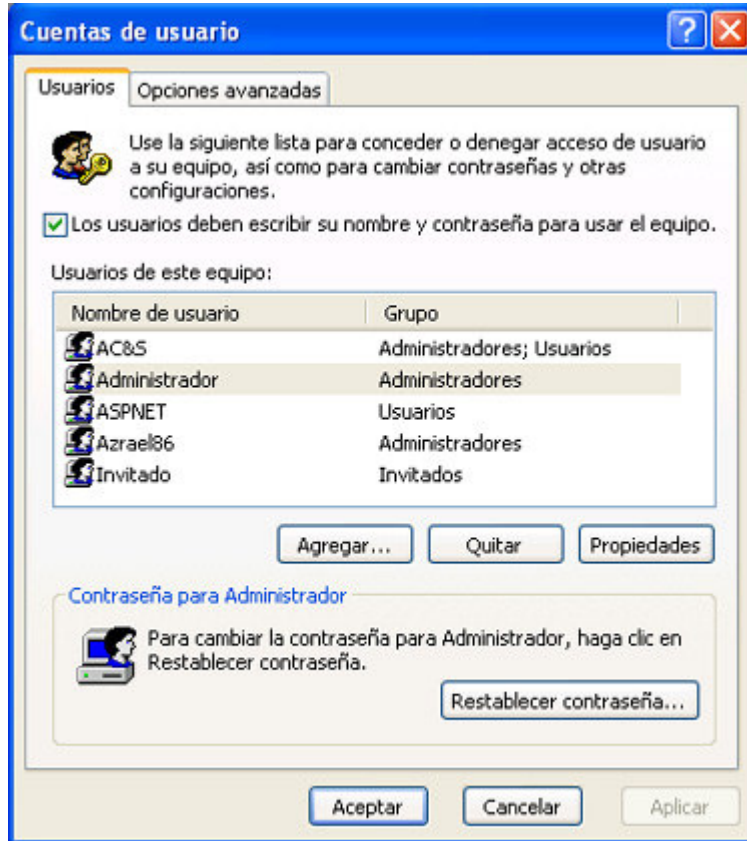 Cuentas de usuario
Usuarios Opciones avanzadas
Use la siguiente lista para conceder o denegar acceso de usuario
a su equipo, así como para cambiar contraseñas y otras
configuraciones.
Los usuarios deben escribir su nombre y contraseña para usar el equipo.
Usuarios de este equipo:
Nombre de usuario Grupo
AC&S Administradores; Usuarios
Administrador Administradores
ASPNET Usuarios
Azrael86 Administradores
Invitado Invitados
Agregar... Quitar Propiedades
Contraseña para Administrador
Para cambiar la contraseña para Administrador, haga clic en
Restablecer contraseña.
Restablecer contraseña...
Aceptar Cancelar Aplicar